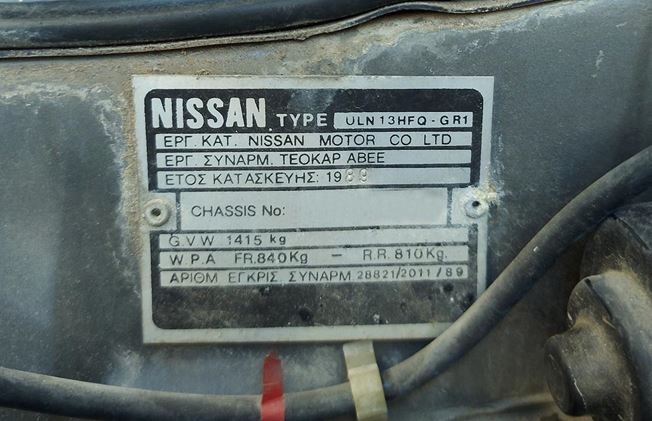 NISSAN TYPE ULN13HFQ-GR1
ΕΡΓ. ΚΑΤ. NISSAN MOTOR CO LTD
ΕΡΓ. ΣΥΝΑΡΜ. ΤΕΟΚΑΡ ΑΒΕΕ
ΕΤΟΣ ΚΑΤΑΣΚΕΥΗΣ: 1989
CHASSIS No:
G.V.W 1415 kg
W.P.A FR.840Kg - R.R. 810Kg.
ΑΡΙΘΜ ΕΓΚΡΙΣ. ΣΥΝΑΡΜ. 28821/2011/89